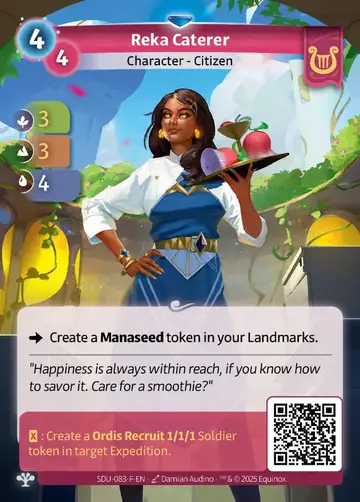 4
4
Reka Caterer
Character - Citizen
3
3
4
Create a Manaseed token in your Landmarks.
"Happiness is always within reach, if you know how
to savor it. Care for a smoothie?"
X : Create a Ordis Recruit 1/1/1 Soldier
token in target Expedition.
SDU-083-F-EN - Damian Audino - ™ & © 2025 Equinox